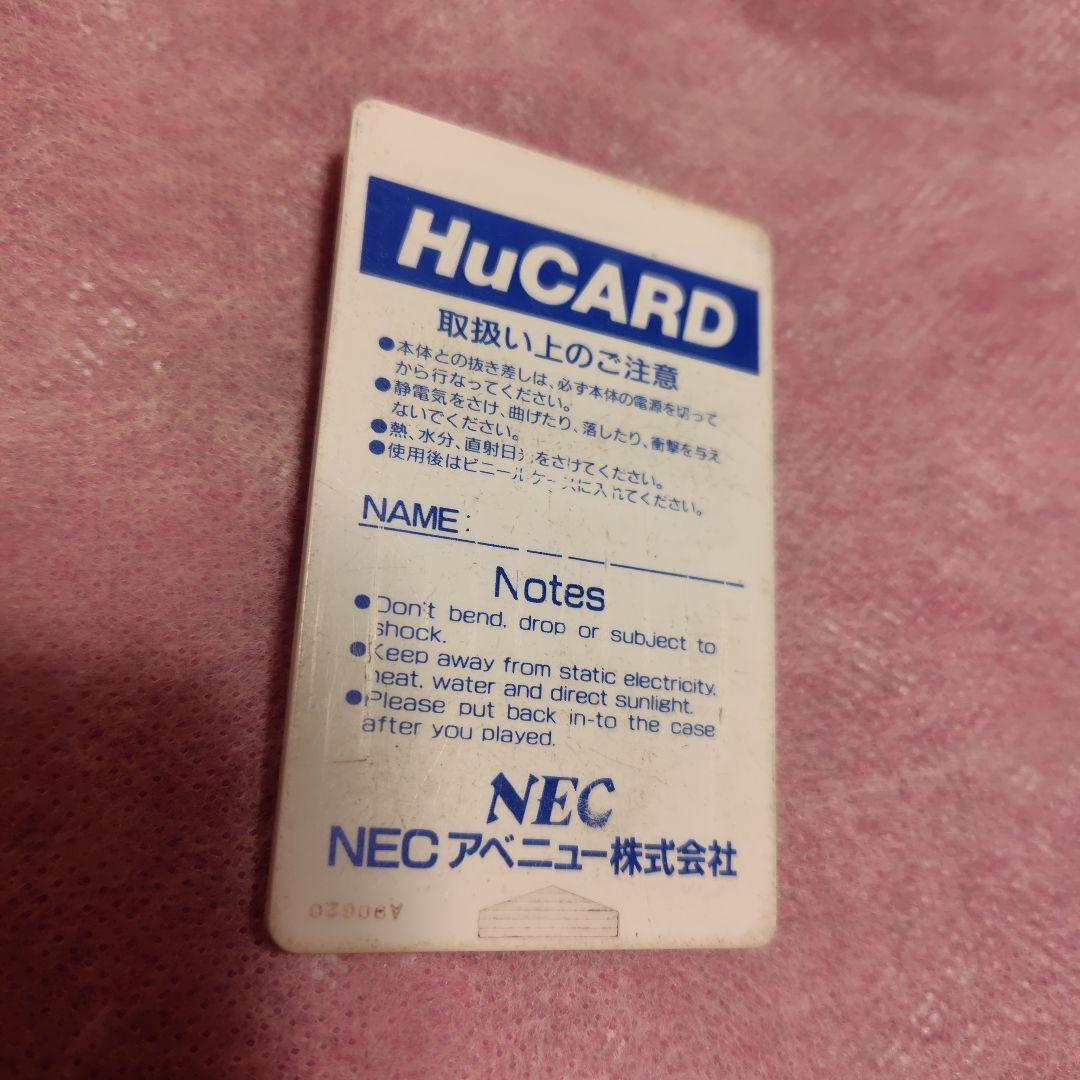 HuCARD
取扱い上のご注意
●本体との抜き差しは、必ず本体の電源を切って
から行なってください。
●静電気をさけ、曲げたり、落したり、衝撃を与え
ないでください。
●熱、水分、直射日光をさけてください。
●使用後はビニールケースに入れてください。
NAME:
Notes
●Don't bend, drop or subject to
shock.
●Keep away from static electricity,
heat, water and direct sunlight.
●Please put back in-to the case
after you played.
NEC
NECアベニュー株式会社
A90620